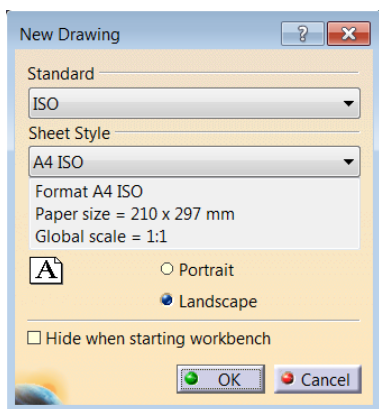 New Drawing
Standard
ISO
Sheet Style
A4 ISO
Format A4 ISO
Paper size = 210 x 297 mm
Global scale = 1:1
A
Portrait
Landscape
Hide when starting workbench
OK Cancel